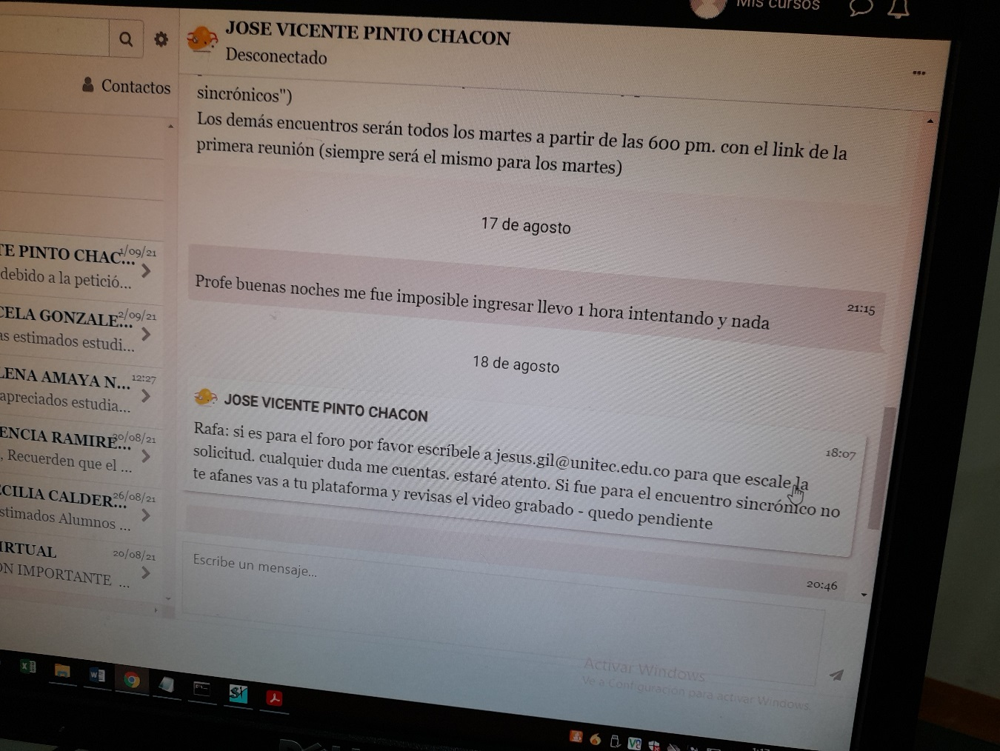 Mis cursos
JOSE VICENTE PINTO CHACON
Desconectado
Contactos
sincrónicos")
Los demás encuentros serán todos los martes a partir de las 600 pm. con el link de la
primera reunión (siempre será el mismo para los martes)
17 de agosto
Profe buenas noches me fue imposible ingresar llevo 1 hora intentando y nada
21:15
18 de agosto
JOSE VICENTE PINTO CHACON
Rafa: si es para el foro por favor escríbele a jesus.gil@unitec.edu.co para que escale la
solicitud. cualquier duda me cuentas. estaré atento. Si fue para el encuentro sincrónico no
te afanes vas a tu plataforma y revisas el video grabado - quedo pendiente
18:07
20:46
Escribe un mensaje...
TE PINTO CHAC...
1/09/21
debido a la petició...
CELA GONZALE...
2/09/21
as estimados estudi...
LENA AMAYA N...
12:27
apreciados estudia...
ENCIA RAMIRE...
30/08/21
, Recuerden que el ...
CILIA CALDER...
26/08/21
stimados Alumnos ...
IRTUAL
20/08/21
ON IMPORTANTE ...
Activar Windows
Ve a Configuración para activar Windows.